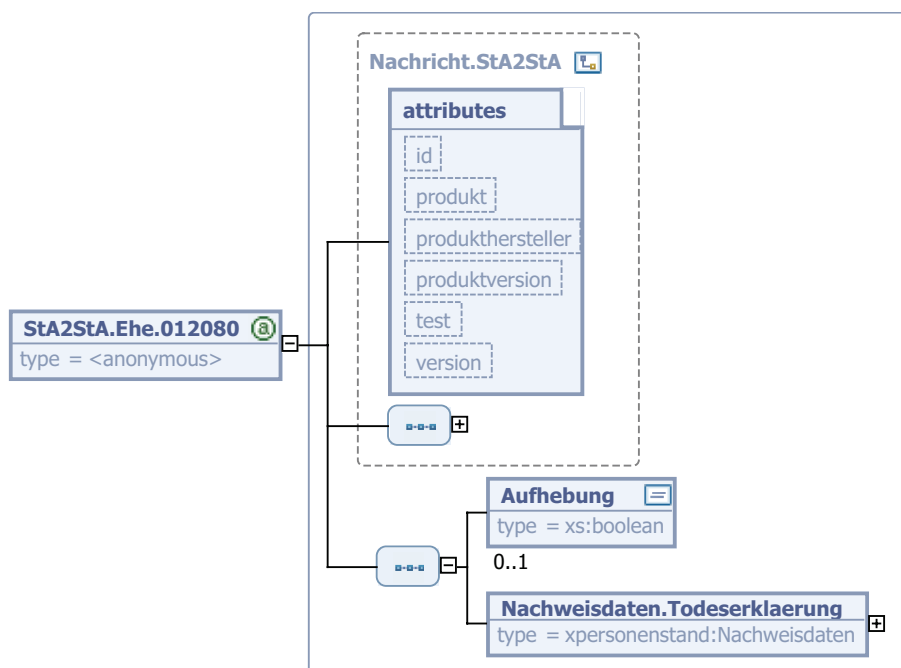 Nachricht.StA2StA
attributes
id
produkt
produkthersteller
produktversion
test
version
StA2StA.Ehe.012080 a
type = <anonymous>
Aufhebung
type = xs:boolean
0..1
Nachweisdaten.Todeserklaerung
type = xpersonenstand:Nachweisdaten